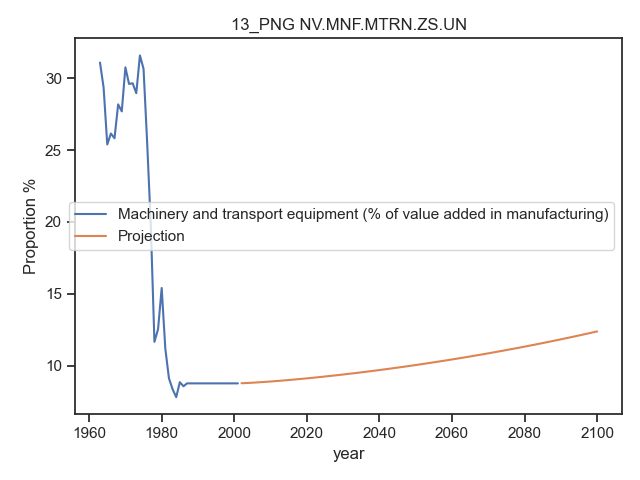 13_PNG NV.MNF.MTRN.ZS.UN
Proportion %
30
25
20
15
10
Machinery and transport equipment (% of value added in manufacturing)
Projection
1960 1980 2000 2020 2040 2060 2080 2100
year